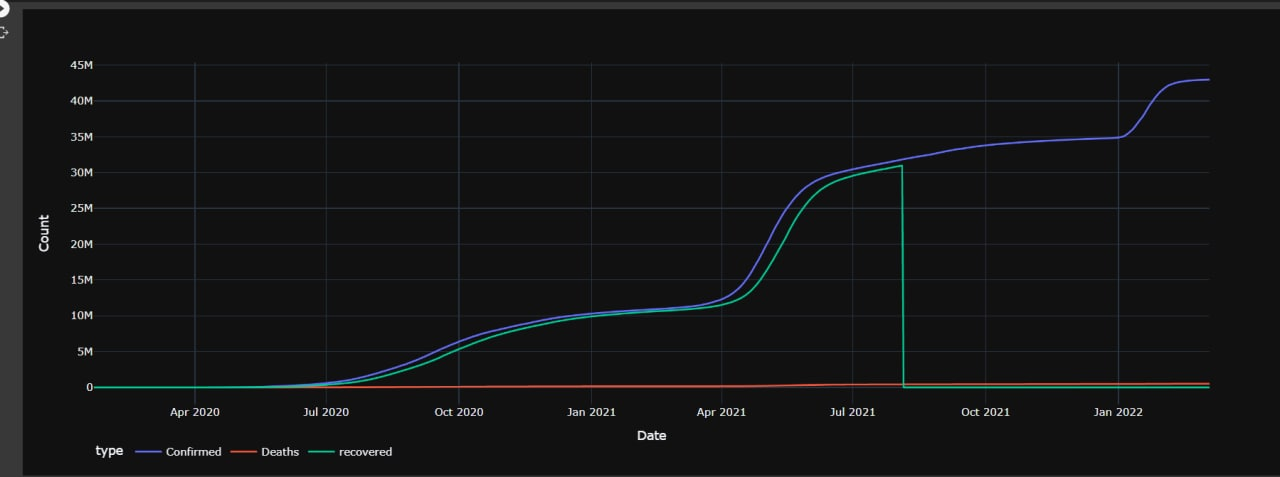 45M
40M
35M
30M
25M
20M
15M
10M
5M
0
Count
Apr 2020 Jul 2020 Oct 2020 Jan 2021 Apr 2021 Jul 2021 Oct 2021 Jan 2022
Date
type Confirmed Deaths recovered